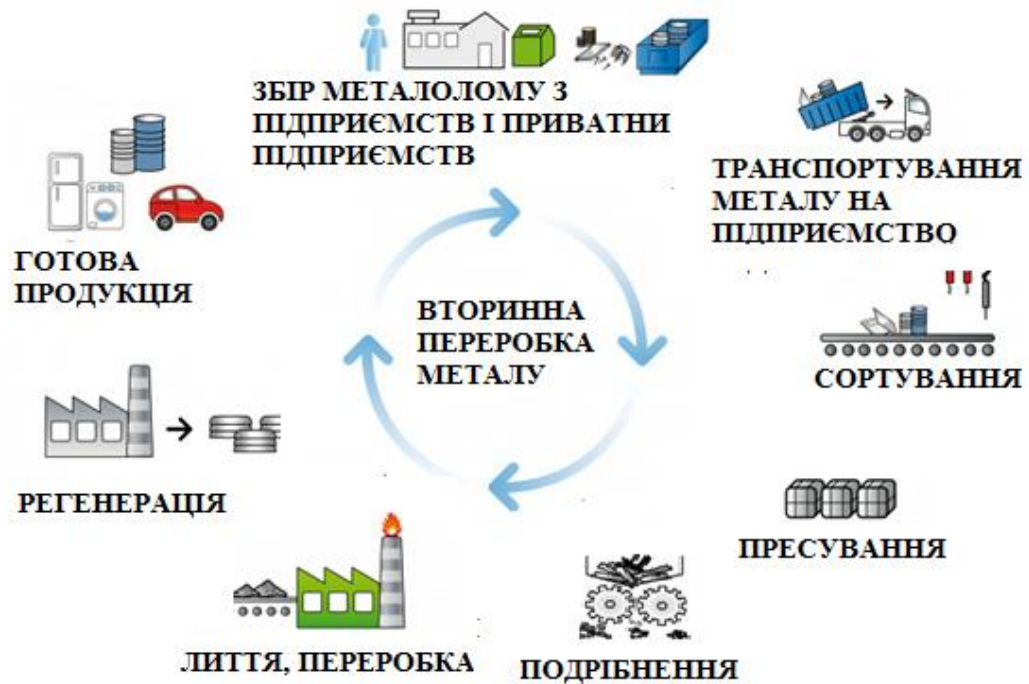 ЗБІР МЕТАЛОЛОМУ З
ПІДПРИЄМСТВ І ПРИВАТНИ
ПІДПРИЄМСТВ
ТРАНСПОРТУВАННЯ
МЕТАЛУ НА
ПІДПРИЄМСТВО
СОРТУВАННЯ
ПРЕСУВАННЯ
ПОДРІБНЕННЯ
ЛИТТЯ, ПЕРЕРОБКА
РЕГЕНЕРАЦІЯ
ГОТОВА
ПРОДУКЦІЯ
ВТОРИННА
ПЕРЕРОБКА
МЕТАЛУ